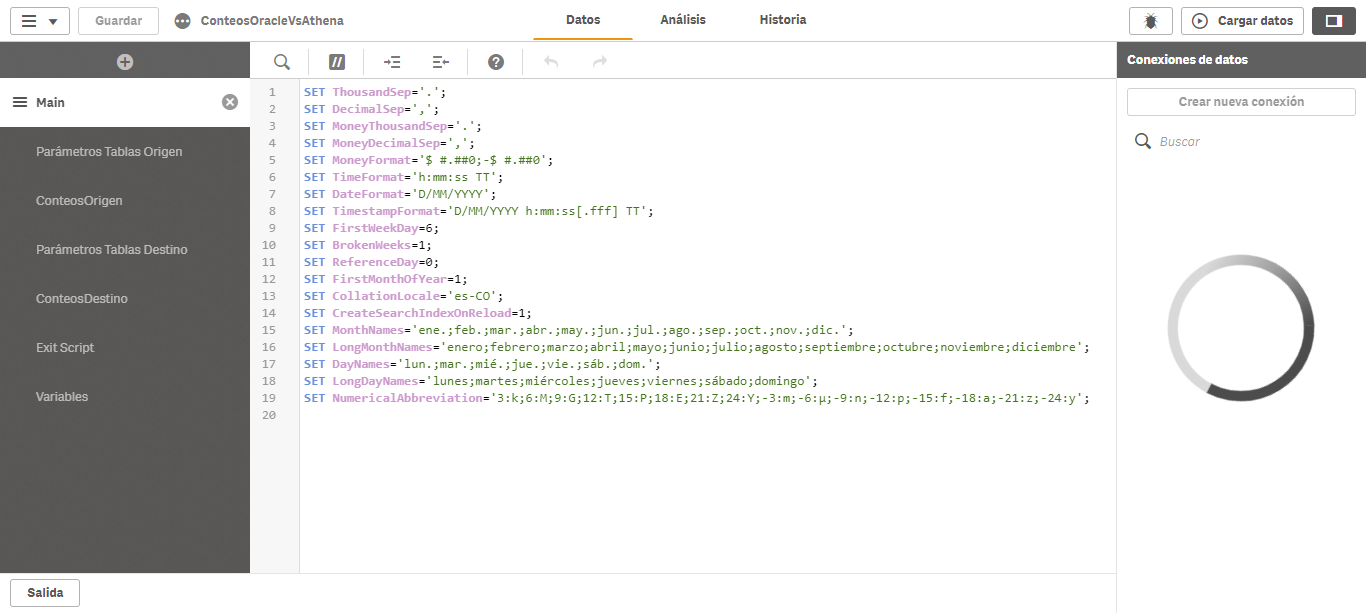 Guardar
ConteosOracleVsAthena
Datos
Análisis
Historia
Cargar datos
Main
Parámetros Tablas Origen
ConteosOrigen
Parámetros Tablas Destino
ConteosDestino
Exit Script
Variables
//
?
1 SET ThousandSep='.';
2 SET DecimalSep=',';
3 SET MoneyThousandSep='.';
4 SET MoneyDecimalSep=',';
5 SET MoneyFormat='$ #.##0;-$ #.##0';
6 SET TimeFormat='h:mm:ss TT';
7 SET DateFormat='D/MM/YYYY';
8 SET TimestampFormat='D/MM/YYYY h:mm:ss[.fff] TT';
9 SET FirstWeekDay=6;
10 SET BrokenWeeks=1;
11 SET ReferenceDay=0;
12 SET FirstMonthOfYear=1;
13 SET CollationLocale='es-CO';
14 SET CreateSearchIndexOnReload=1;
15 SET MonthNames='ene.;feb.;mar.;abr.;may.;jun.;jul.;ago.;sep.;oct.;nov.;dic.';
16 SET LongMonthNames='enero;febrero;marzo;abril;mayo;junio;julio;agosto;septiembre;octubre;noviembre;diciembre';
17 SET DayNames='lun.;mar.;mié.;jue.;vie.;sáb.;dom.';
18 SET LongDayNames='lunes;martes;miércoles;jueves;viernes;sábado;domingo';
19 SET NumericalAbbreviation='3:k;6:M;9:G;12:T;15:P;18:E;21:Z;24:Y;-3:m;-6:μ;-9:n;-12:p;-15:f;-18:a;-21:z;-24:y';
20
Conexiones de datos
Crear nueva conexión
Buscar
Salida